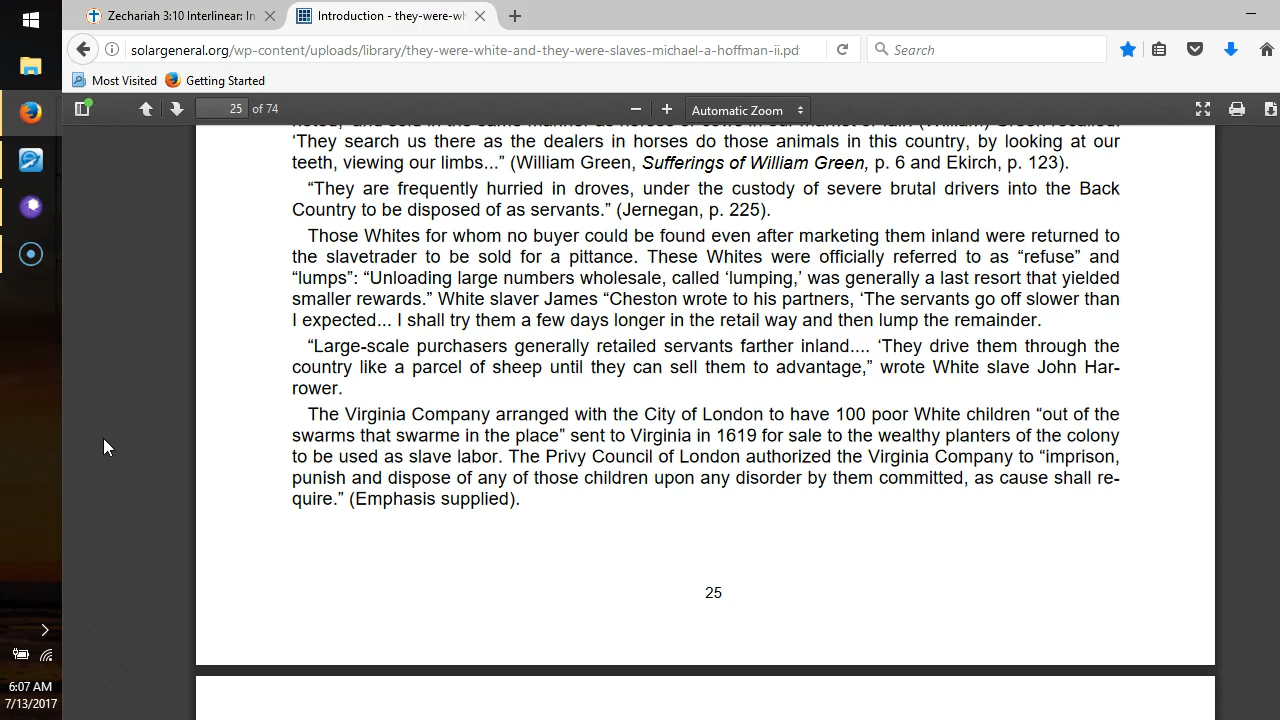 Zechariah 3:10 Interlinear: In
Introduction - they-were-wh
solargeneral.org/wp-content/uploads/library/they-were-white-and-they-were-slaves-michael-a-hoffman-ii.pd
Search
Most Visited
Getting Started
25 of 74
Automatic Zoom
'They search us there as the dealers in horses do those animals in this country, by looking at our
teeth, viewing our limbs...” (William Green, Sufferings of William Green, p. 6 and Ekirch, p. 123).
“They are frequently hurried in droves, under the custody of severe brutal drivers into the Back
Country to be disposed of as servants.” (Jernegan, p. 225).
Those Whites for whom no buyer could be found even after marketing them inland were returned to
the slavetrader to be sold for a pittance. These Whites were officially referred to as “refuse” and
“lumps”: “Unloading large numbers wholesale, called ‘lumping,’ was generally a last resort that yielded
smaller rewards.” White slaver James “Cheston wrote to his partners, ‘The servants go off slower than
I expected... I shall try them a few days longer in the retail way and then lump the remainder.
“Large-scale purchasers generally retailed servants farther inland.... ‘They drive them through the
country like a parcel of sheep until they can sell them to advantage,” wrote White slave John Har-
rower.
The Virginia Company arranged with the City of London to have 100 poor White children “out of the
swarms that swarme in the place” sent to Virginia in 1619 for sale to the wealthy planters of the colony
to be used as slave labor. The Privy Council of London authorized the Virginia Company to “imprison,
punish and dispose of any of those children upon any disorder by them committed, as cause shall re-
quire.” (Emphasis supplied).
25
6:07 AM
7/13/2017